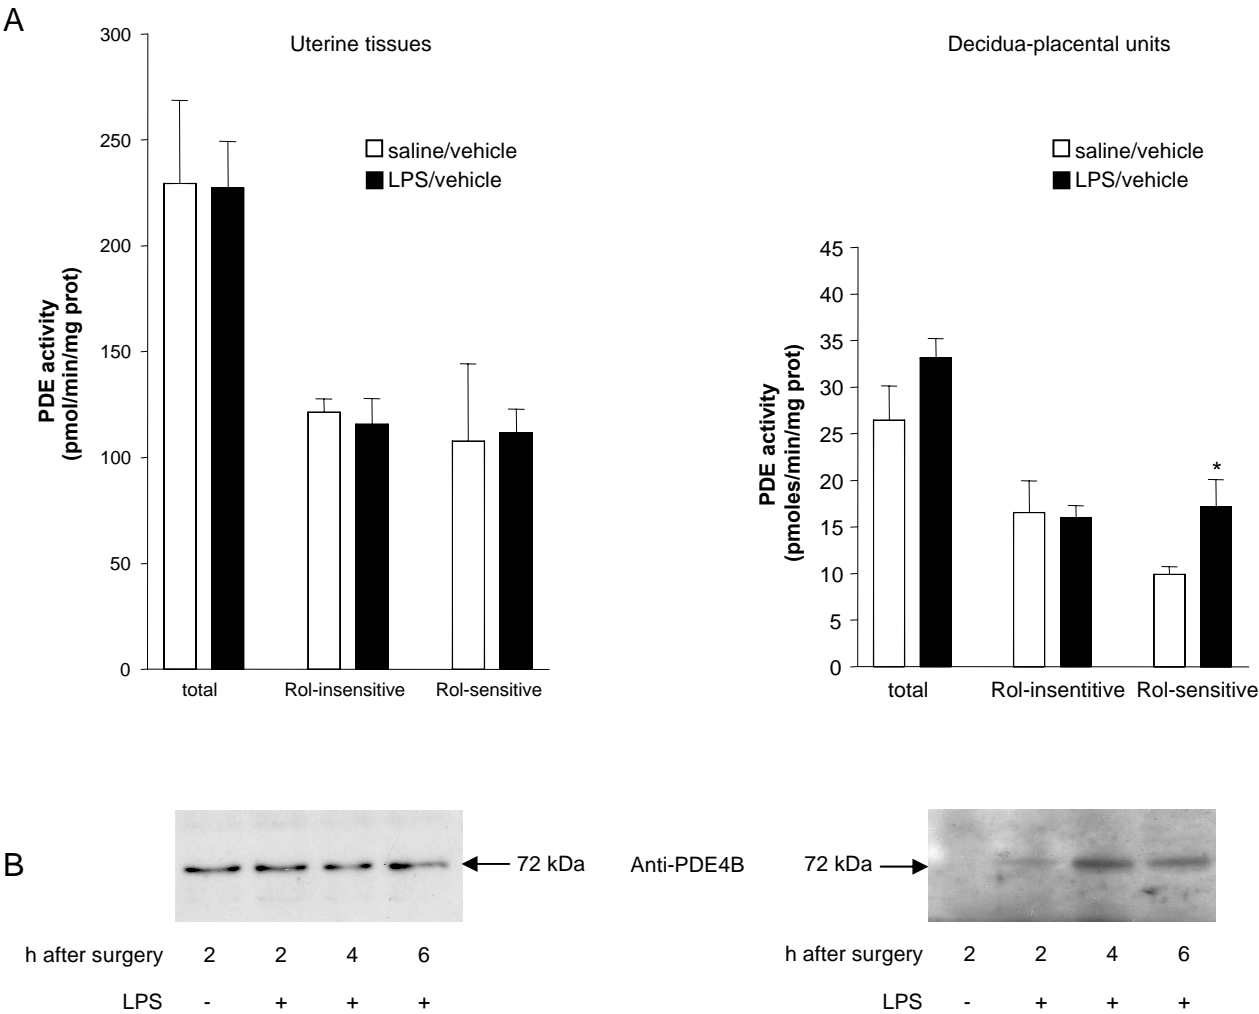 A
Uterine tissues
300
250
200
150
100
50
0
PDE activity
(pmol/min/mg prot)
saline/vehicle
LPS/vehicle
total Rol-insensitive Rol-sensitive
Decidua-placental units
saline/vehicle
LPS/vehicle
45
40
35
30
25
20
15
10
5
0
PDE activity
(pmoles/min/mg prot)
*
total Rol-insentitive Rol-sensitive
B
72 kDa
Anti-PDE4B
72 kDa
h after surgery 2 2 4 6
LPS - + + +
h after surgery 2 2 4 6
LPS - + + +